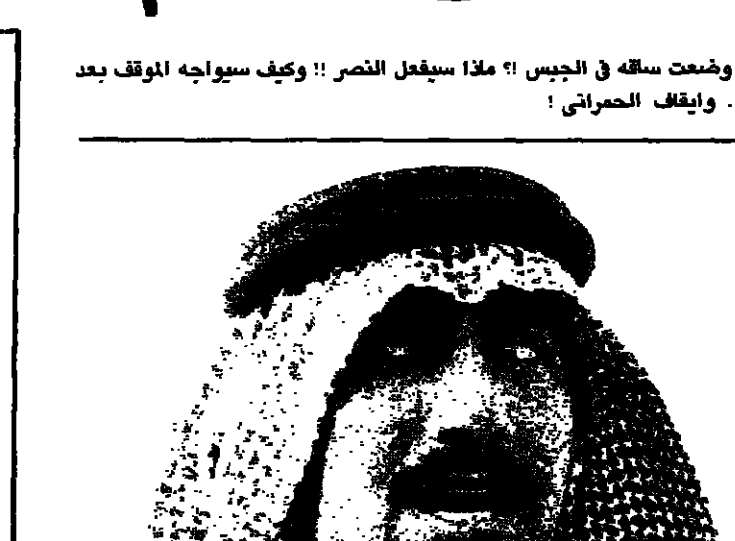 وضعت ساقه في الجبس !؟ ماذا سيفعل النصر !! وكيف سيواجه الموقف بعد
. وايقاف الحمراني !